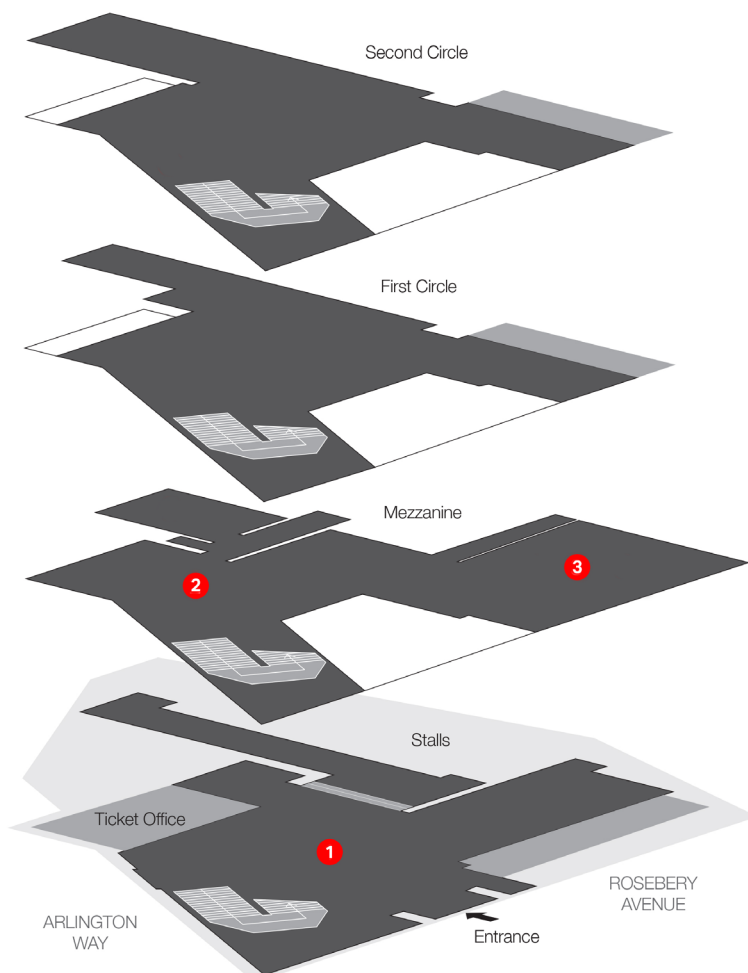 Second Circle
First Circle
Mezzanine
2
3
Stalls
Ticket Office
1
ROSEBERY
AVENUE
ARLINGTON
WAY
Entrance